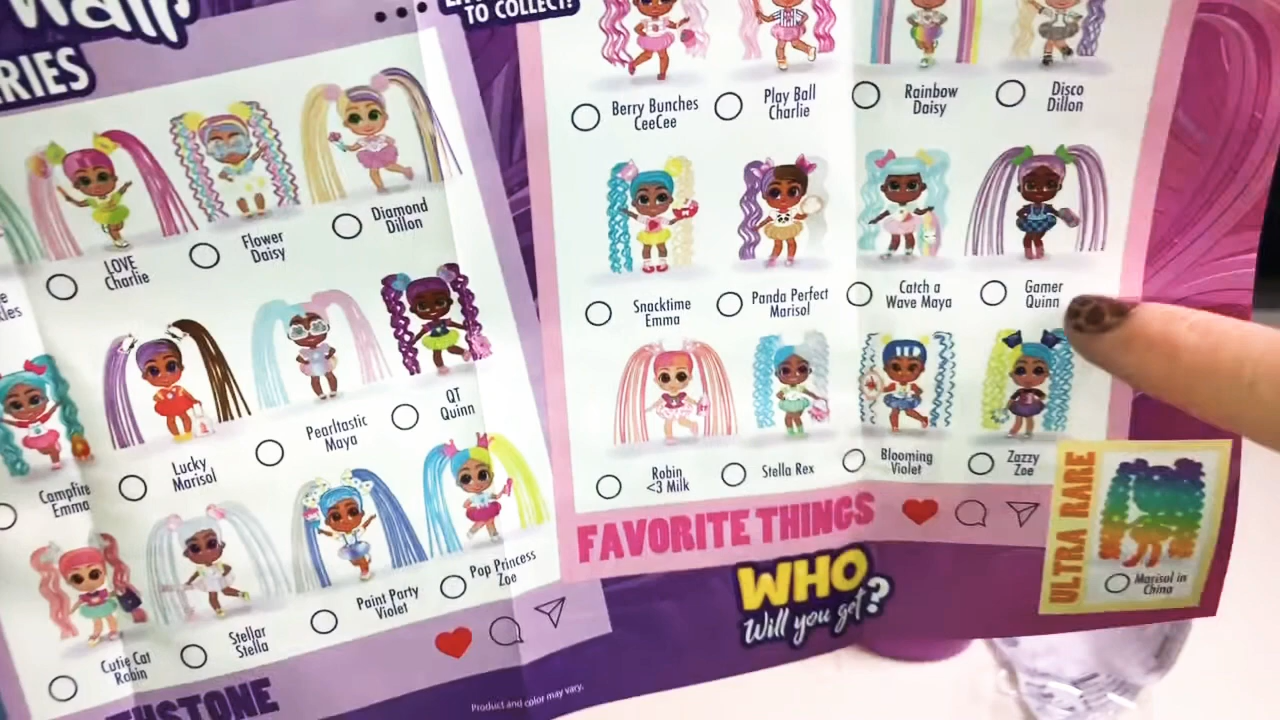 TO COLLECT!
LOVE
Charlie
Flower
Daisy
Diamond
Dillon
Campfire
Emma
Lucky
Marisol
Pearltastic
Maya
QT
Quinn
Cutie Cat
Robin
Stellar
Stella
Paint Party
Violet
Pop Princess
Zoe
Product and color may vary.
Berry Bunches
CeeCee
Play Ball
Charlie
Rainbow
Daisy
Disco
Dillon
Snacktime
Emma
Panda Perfect
Marisol
Catch a
Wave Maya
Gamer
Quinn
Robin
<3 Milk
Stella Rex
Blooming
Violet
Zazzy
Zoe
FAVORITE THINGS
WHO
Will you get?
ULTRA RARE
Marisol in
China